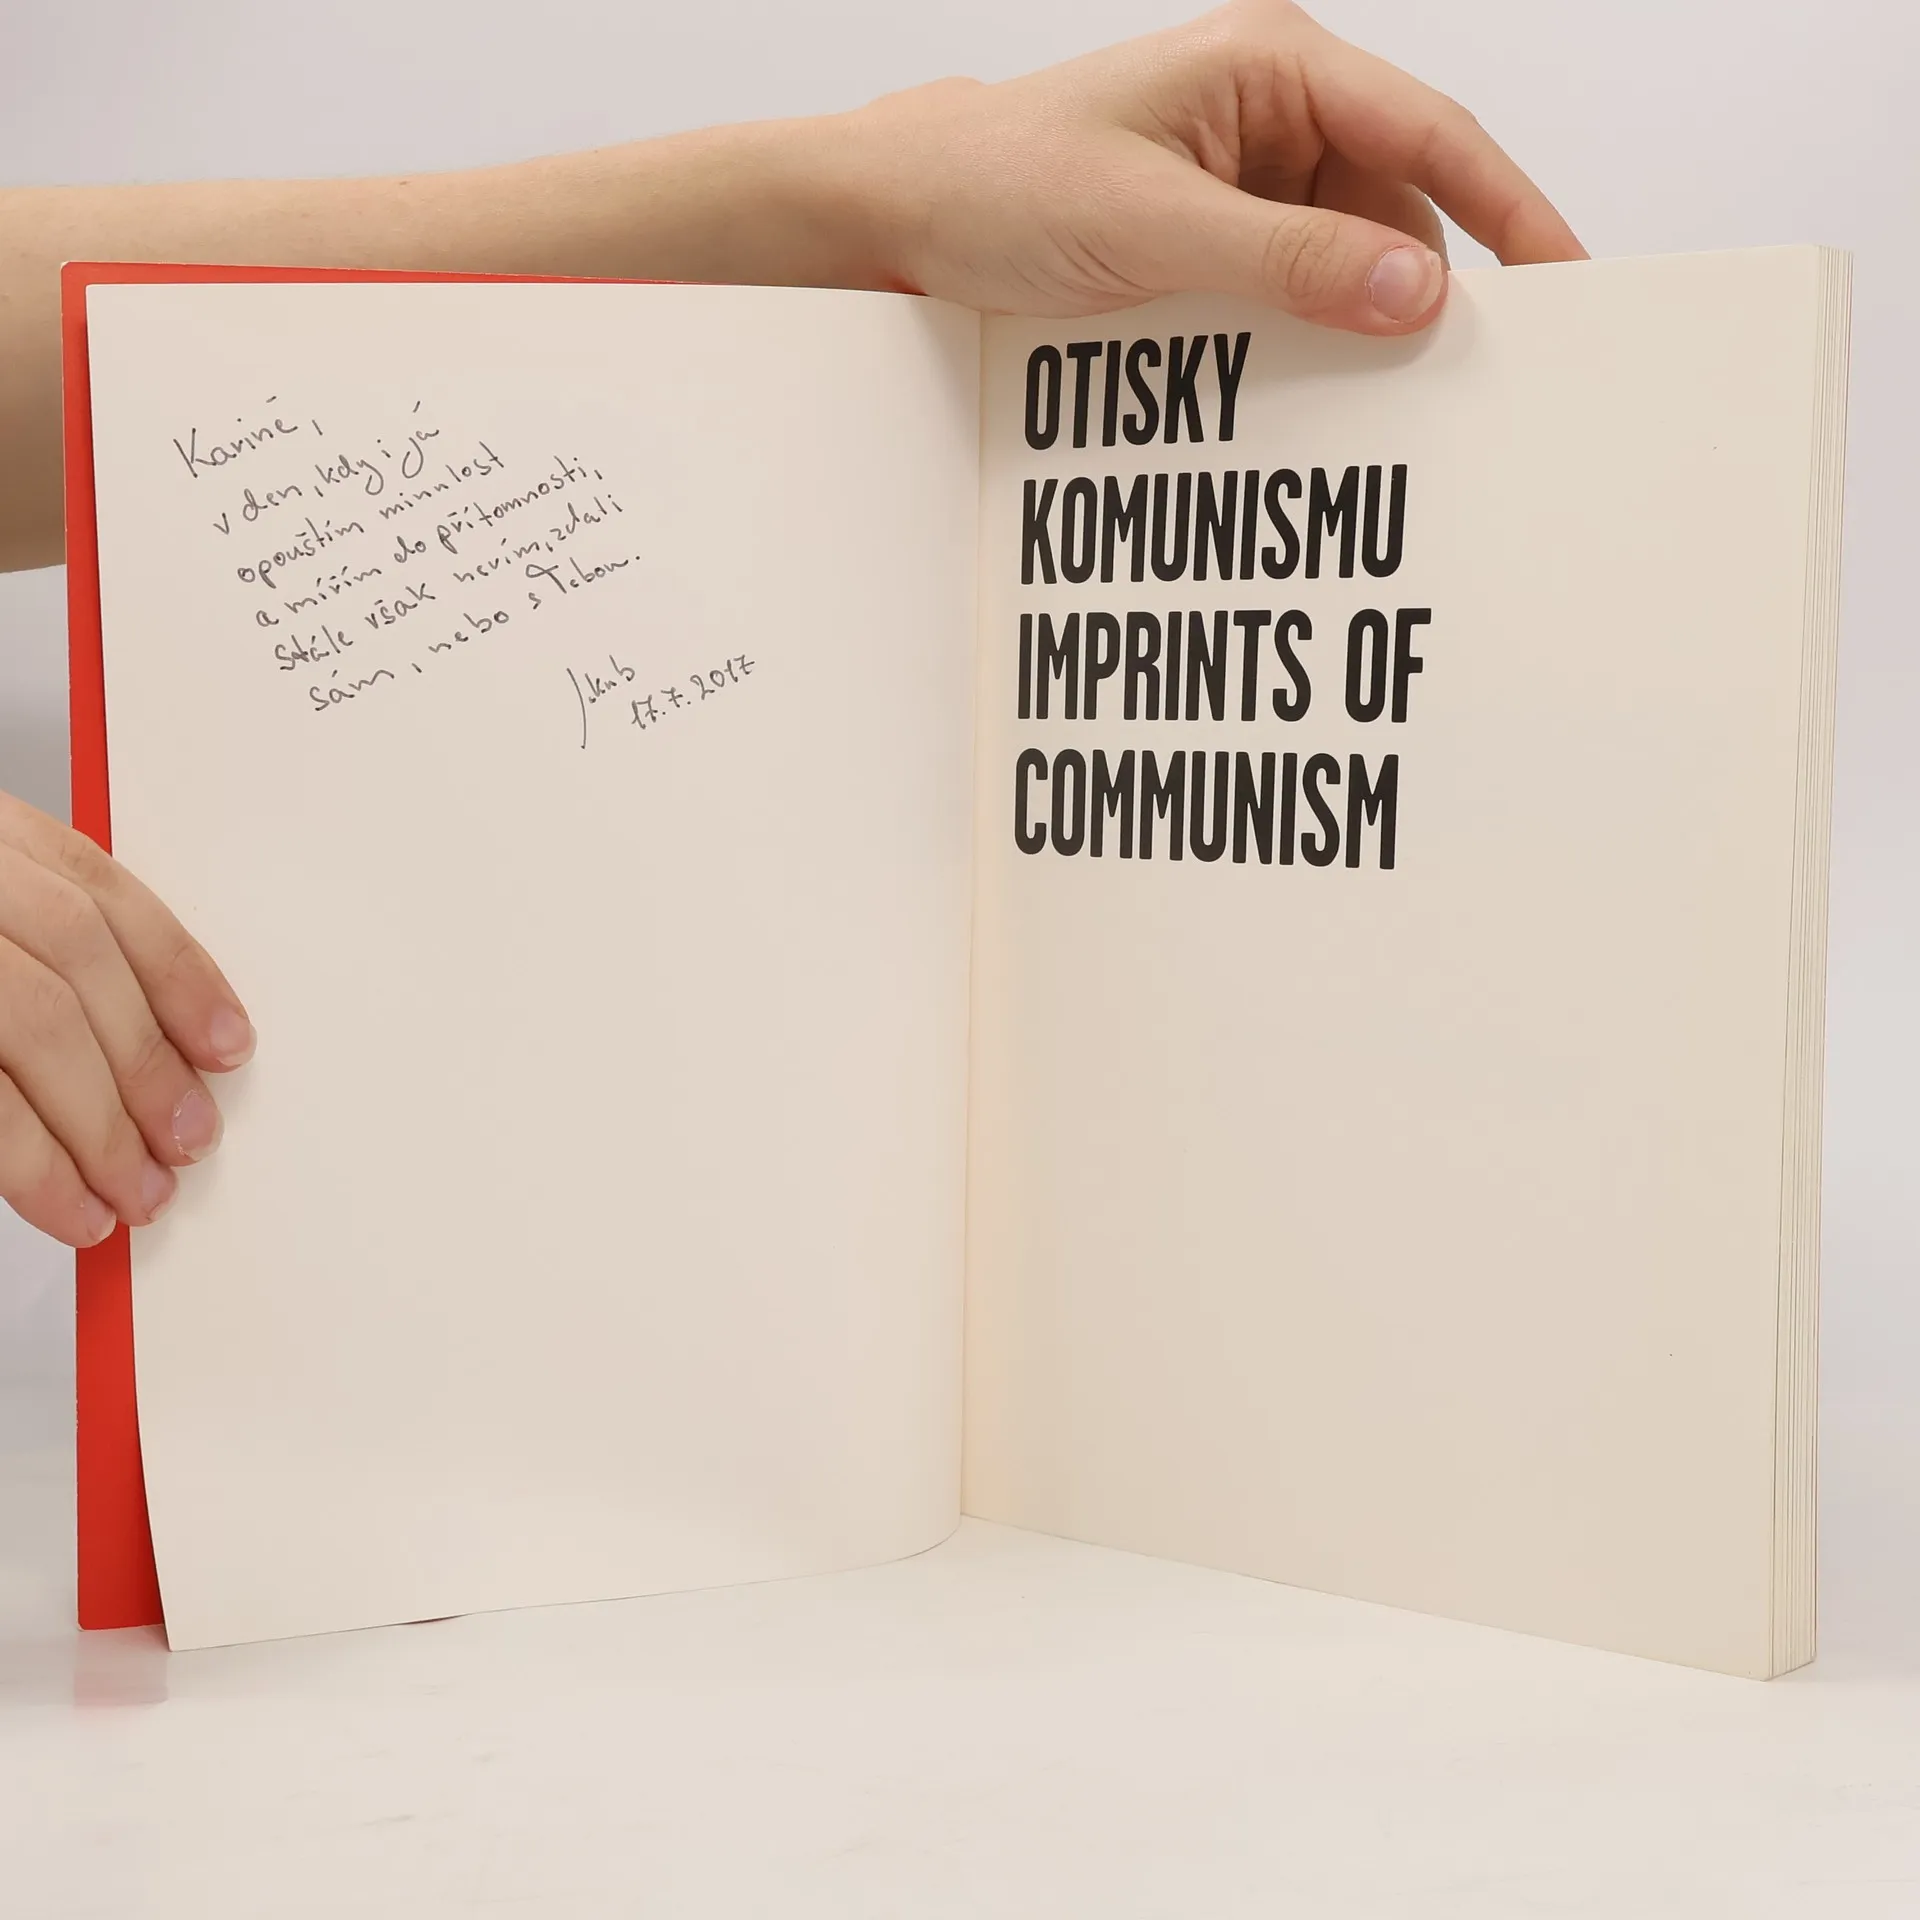 Karině,
v den, kdy i já
opouštím minulost
a mířím do přítomnosti,
stále však nevím, zdali
sám, nebo s Tebou.
Jakub
17.7.2017
OTISKY
KOMUNISMU
IMPRINTS OF
COMMUNISM